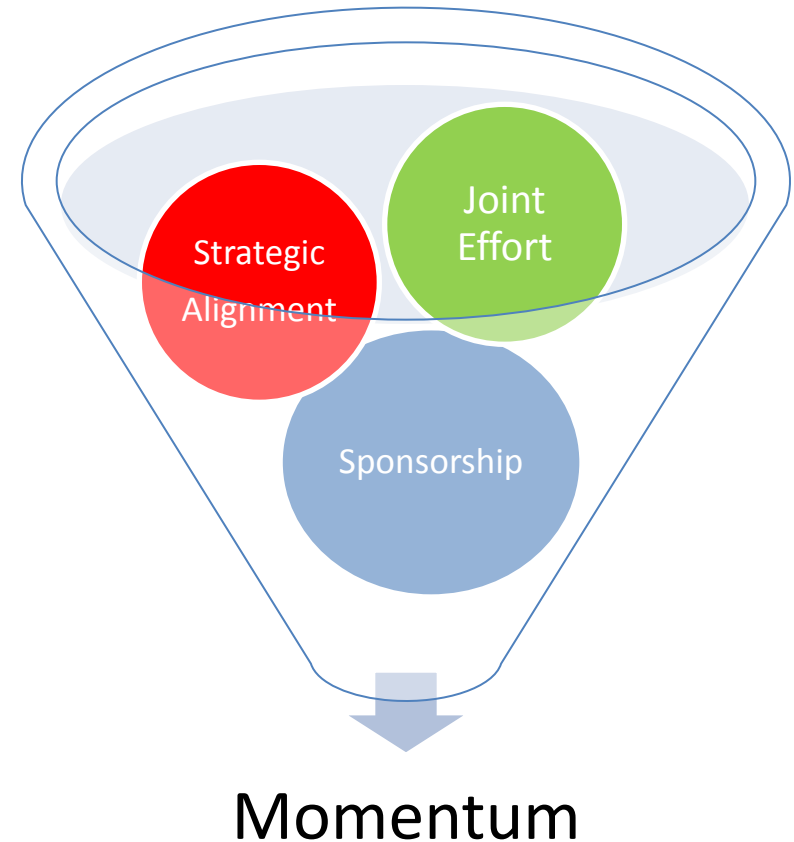 Joint
Effort
Strategic
Alignment
Sponsorship
Momentum